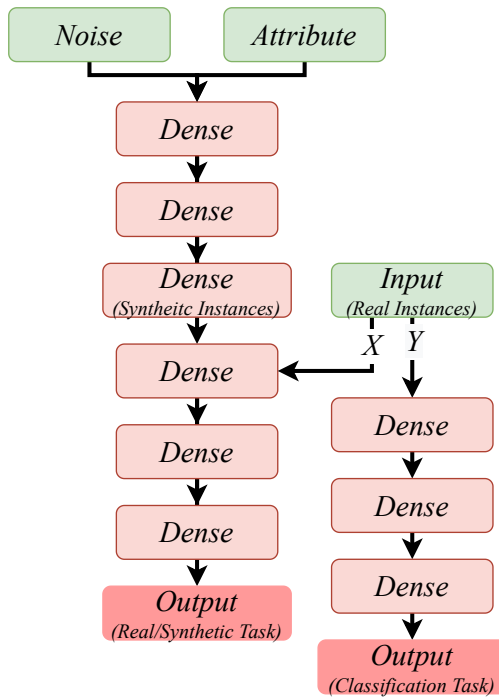 Noise
Attribute
Dense
Dense
Dense
(Syntheitc Instances)
Input
(Real Instances)
X
Y
Dense
Dense
Dense
Dense
Dense
Dense
Output
(Real/Synthetic Task)
Output
(Classification Task)